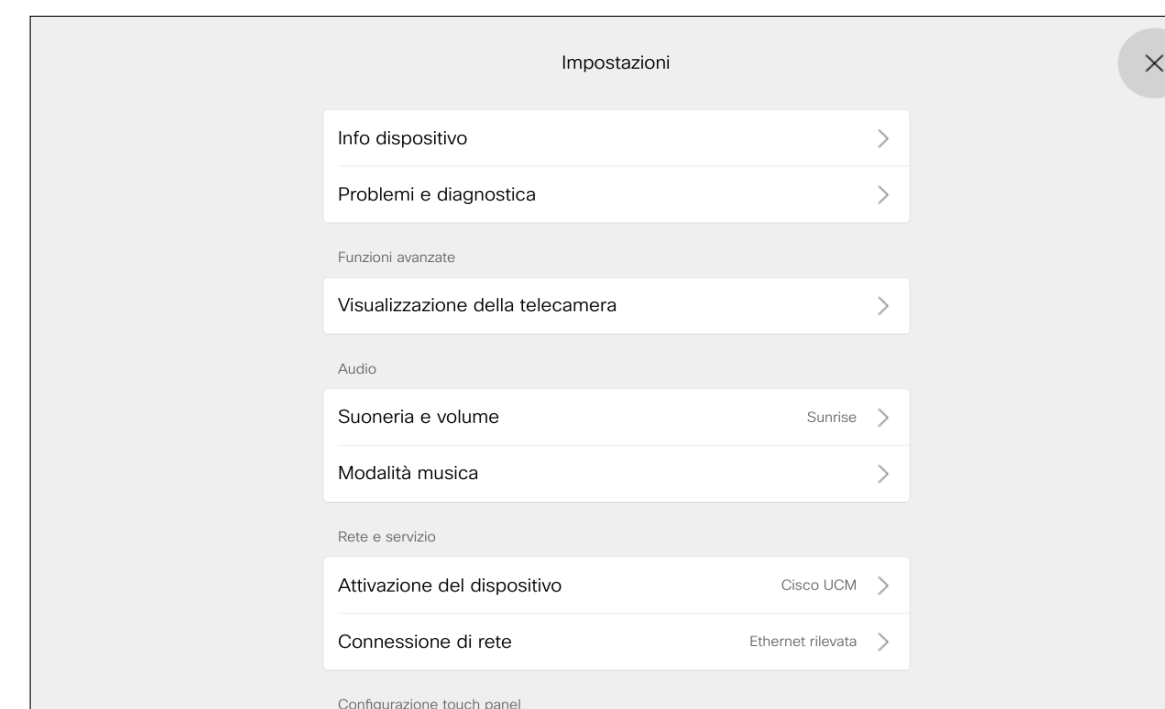 Impostazioni
Info dispositivo
Problemi e diagnostica
Funzioni avanzate
Visualizzazione della telecamera
Audio
Suoneria e volume Sunrise
Modalità musica
Rete e servizio
Attivazione del dispositivo Cisco UCM
Connessione di rete Ethernet rilevata
Configurazione touch panel